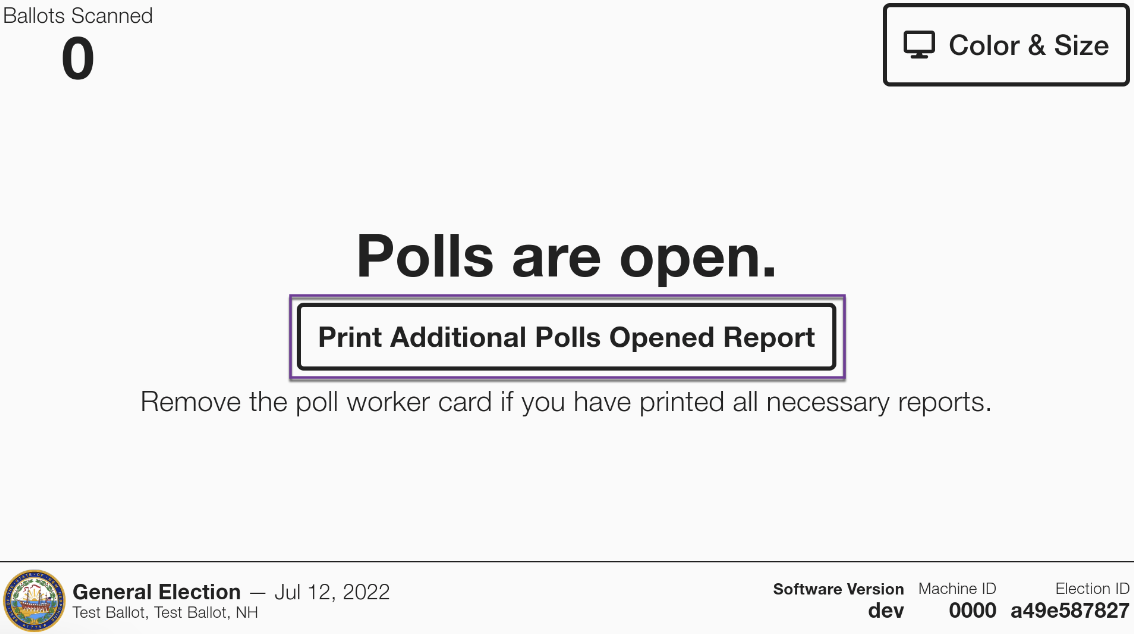 Ballots Scanned
0
Color & Size
Polls are open.
Print Additional Polls Opened Report
Remove the poll worker card if you have printed all necessary reports.
General Election — Jul 12, 2022
Test Ballot, Test Ballot, NH
Software Version
dev
Machine ID
0000
Election ID
a49e587827